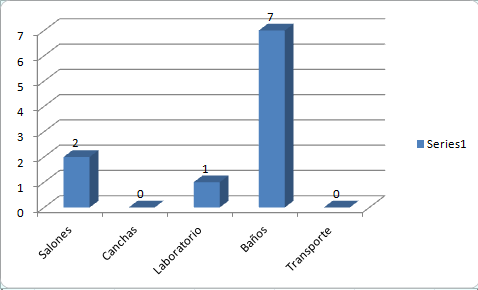 7
6
5
4
3
2
1
0
2
0
1
7
0
Salones
Canchas
Laboratorio
Baños
Transporte
Series1